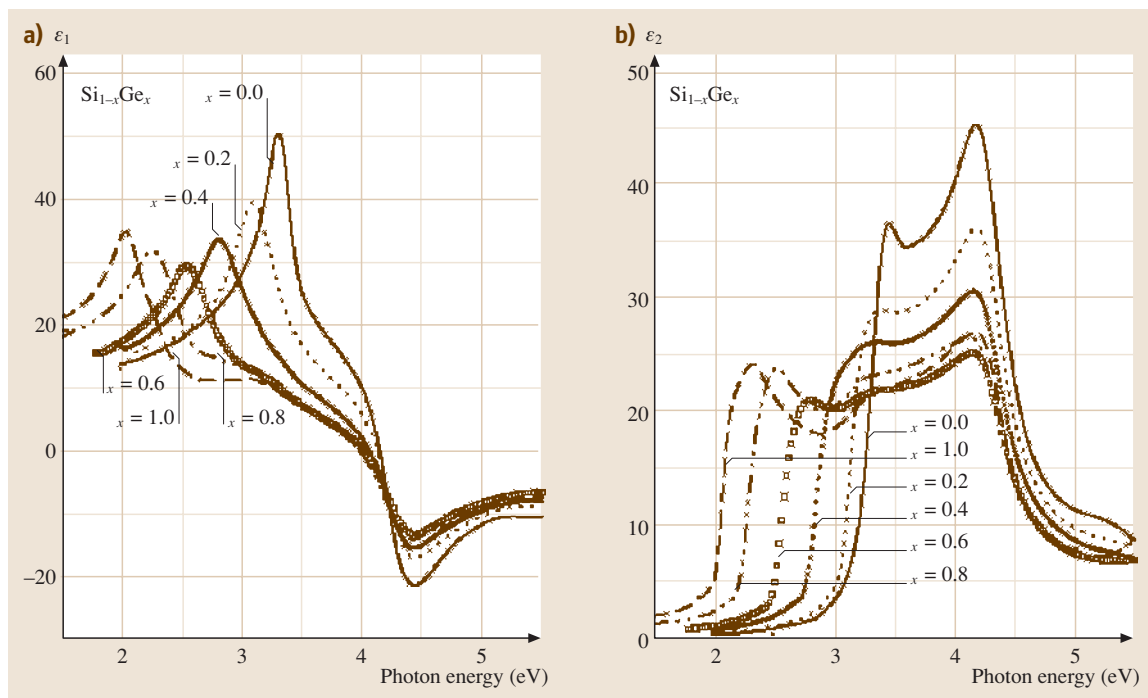 a) ε1
60
Si1–xGex
x = 0.0
x = 0.2
40
x = 0.4
20
x = 0.6
x = 1.0
x = 0.8
0
–20
2 3 4 5
Photon energy (eV)
b) ε2
50
Si1–xGex
40
30
20
x = 0.0
x = 1.0
x = 0.2
x = 0.4
10
x = 0.6
x = 0.8
0
2 3 4 5
Photon energy (eV)